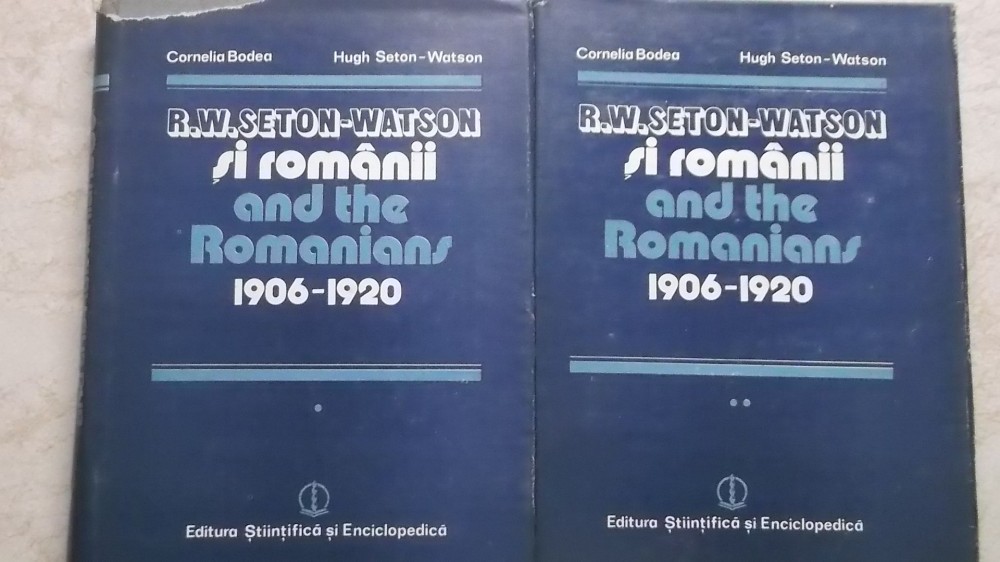 Cornelia Bodea Hugh Seton-Watson
R.W.SETON-WATSON
și românii
and the
Romanians
1906-1920
Editura Științifică și Enciclopedică
Cornelia Bodea Hugh Seton-Watson
R.W.SETON-WATSON
și românii
and the
Romanians
1906-1920
Editura Științifică și Enciclopedică